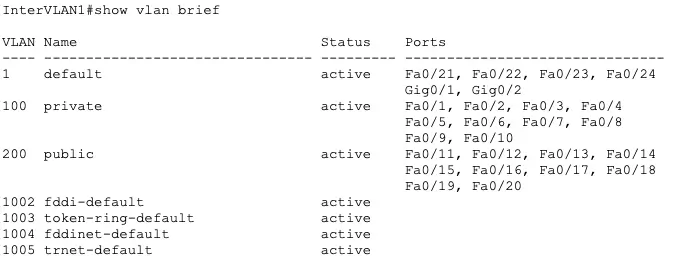 InterVLAN1#show vlan brief
VLAN Name                             Status    Ports
---- -------------------------------- --------- -------------------------------
1    default                          active    Fa0/21, Fa0/22, Fa0/23, Fa0/24
                                                Gig0/1, Gig0/2
100  private                          active    Fa0/1, Fa0/2, Fa0/3, Fa0/4
                                                Fa0/5, Fa0/6, Fa0/7, Fa0/8
                                                Fa0/9, Fa0/10
200  public                           active    Fa0/11, Fa0/12, Fa0/13, Fa0/14
                                                Fa0/15, Fa0/16, Fa0/17, Fa0/18
                                                Fa0/19, Fa0/20
1002 fddi-default                     active
1003 token-ring-default               active
1004 fddinet-default                  active
1005 trnet-default                    active